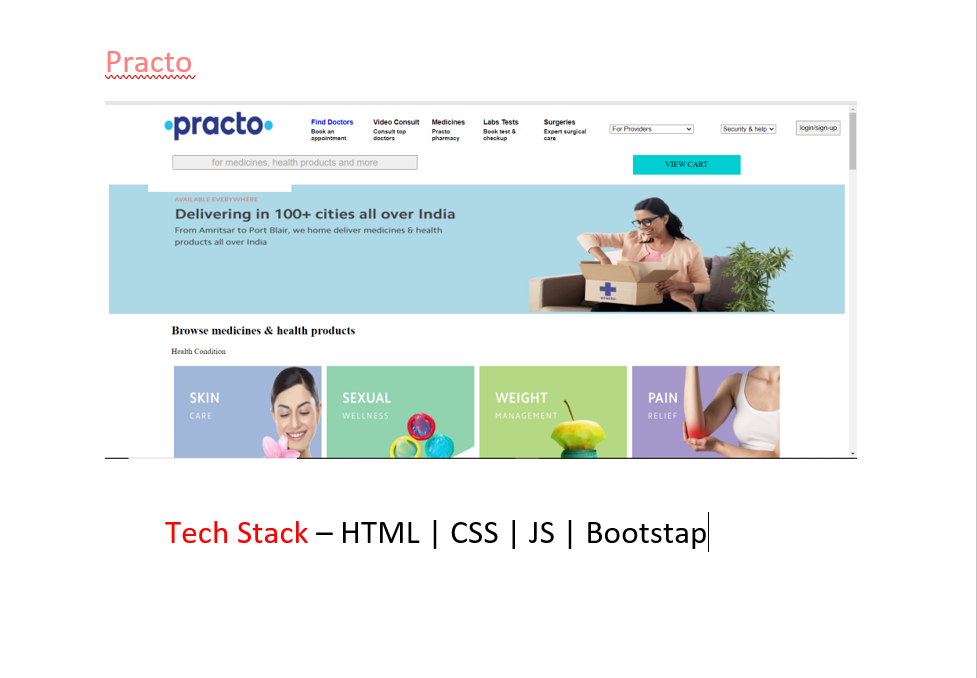 Practo
practo
Find Doctors Video Consult Medicines Labs Tests Surgeries
Book an Consult top Practo Book test & Expert surgical
appointment doctors pharmacy checkup care
For Providers Security & help login/sign-up
for medicines, health products and more VIEW CART
AVAILABLE EVERYWHERE
Delivering in 100+ cities all over India
From Amritsar to Port Blair, we home deliver medicines & health
products all over India
Browse medicines & health products
Health Condition
SKIN SEXUAL WEIGHT PAIN
CARE WELLNESS MANAGEMENT RELIEF
Tech Stack – HTML | CSS | JS | Bootstap